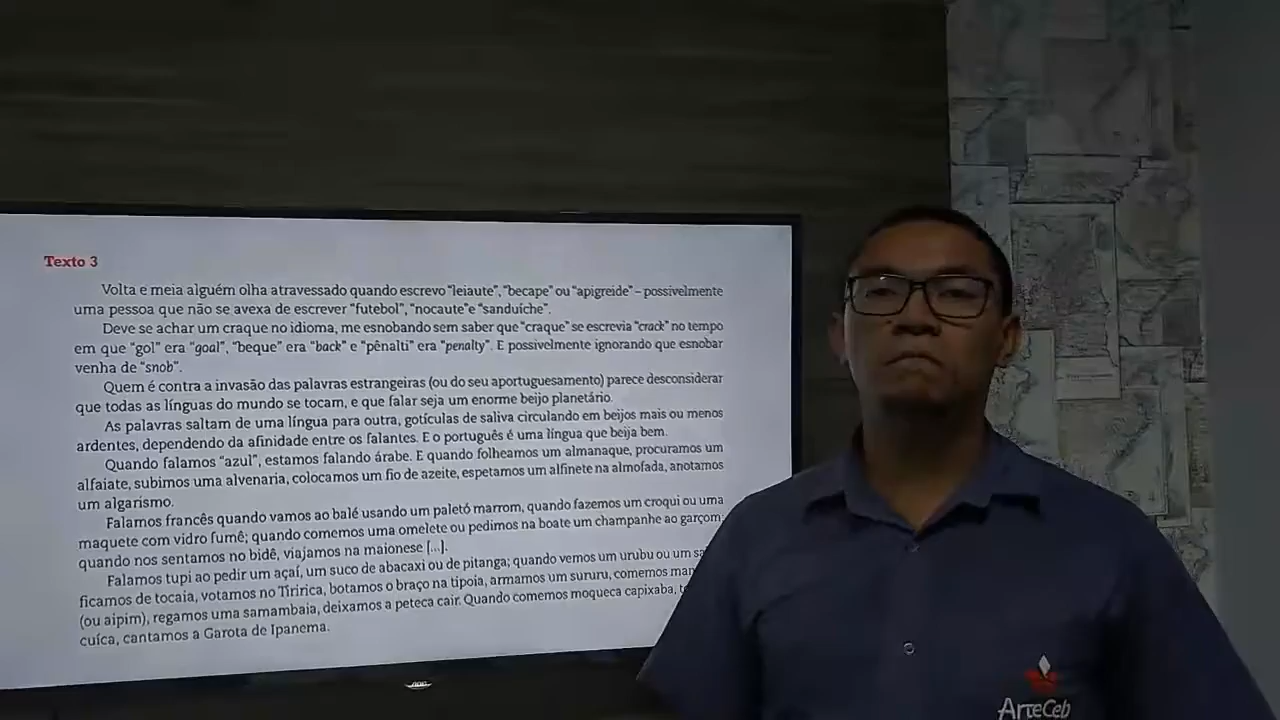 Texto 3
Volta e meia alguém olha atravessado quando escrevo “leiaute”, “becape” ou “apigreide” – possivelmente
uma pessoa que não se avexa de escrever “futebol”, “nocaute”e “sanduíche”.
Deve se achar um craque no idioma, me esnobando sem saber que “craque” se escrevia “crack” no tempo
em que “gol” era “goal”, “beque” era “back” e “pênalti” era “penalty”. E possivelmente ignorando que esnobar
venha de “snob”.
Quem é contra a invasão das palavras estrangeiras (ou do seu aportuguesamento) parece desconsiderar
que todas as línguas do mundo se tocam, e que falar seja um enorme beijo planetário.
As palavras saltam de uma língua para outra, gotículas de saliva circulando em beijos mais ou menos
ardentes, dependendo da afinidade entre os falantes. E o português é uma língua que beija bem.
Quando falamos “azul”, estamos falando árabe. E quando folheamos um almanaque, procuramos um
alfaiate, subimos uma alvenaria, colocamos um fio de azeite, espetamos um alfinete na almofada, anotamos
um algarismo.
Falamos francês quando vamos ao balé usando um paletó marrom, quando fazemos um croqui ou uma
maquete com vidro fumê; quando comemos uma omelete ou pedimos na boate um champanhe ao garçom;
quando nos sentamos no bidê, viajamos na maionese [...].
Falamos tupi ao pedir um açaí, um suco de abacaxi ou de pitanga; quando vemos um urubu ou um
ficamos de tocaia, votamos no Tiririca, botamos o braço na tipoia, armamos um sururu, comemos
(ou aipim), regamos uma samambaia, deixamos a peteca cair. Quando comemos moqueca capixaba,
cuíca, cantamos a Garota de Ipanema.
ArteCeb